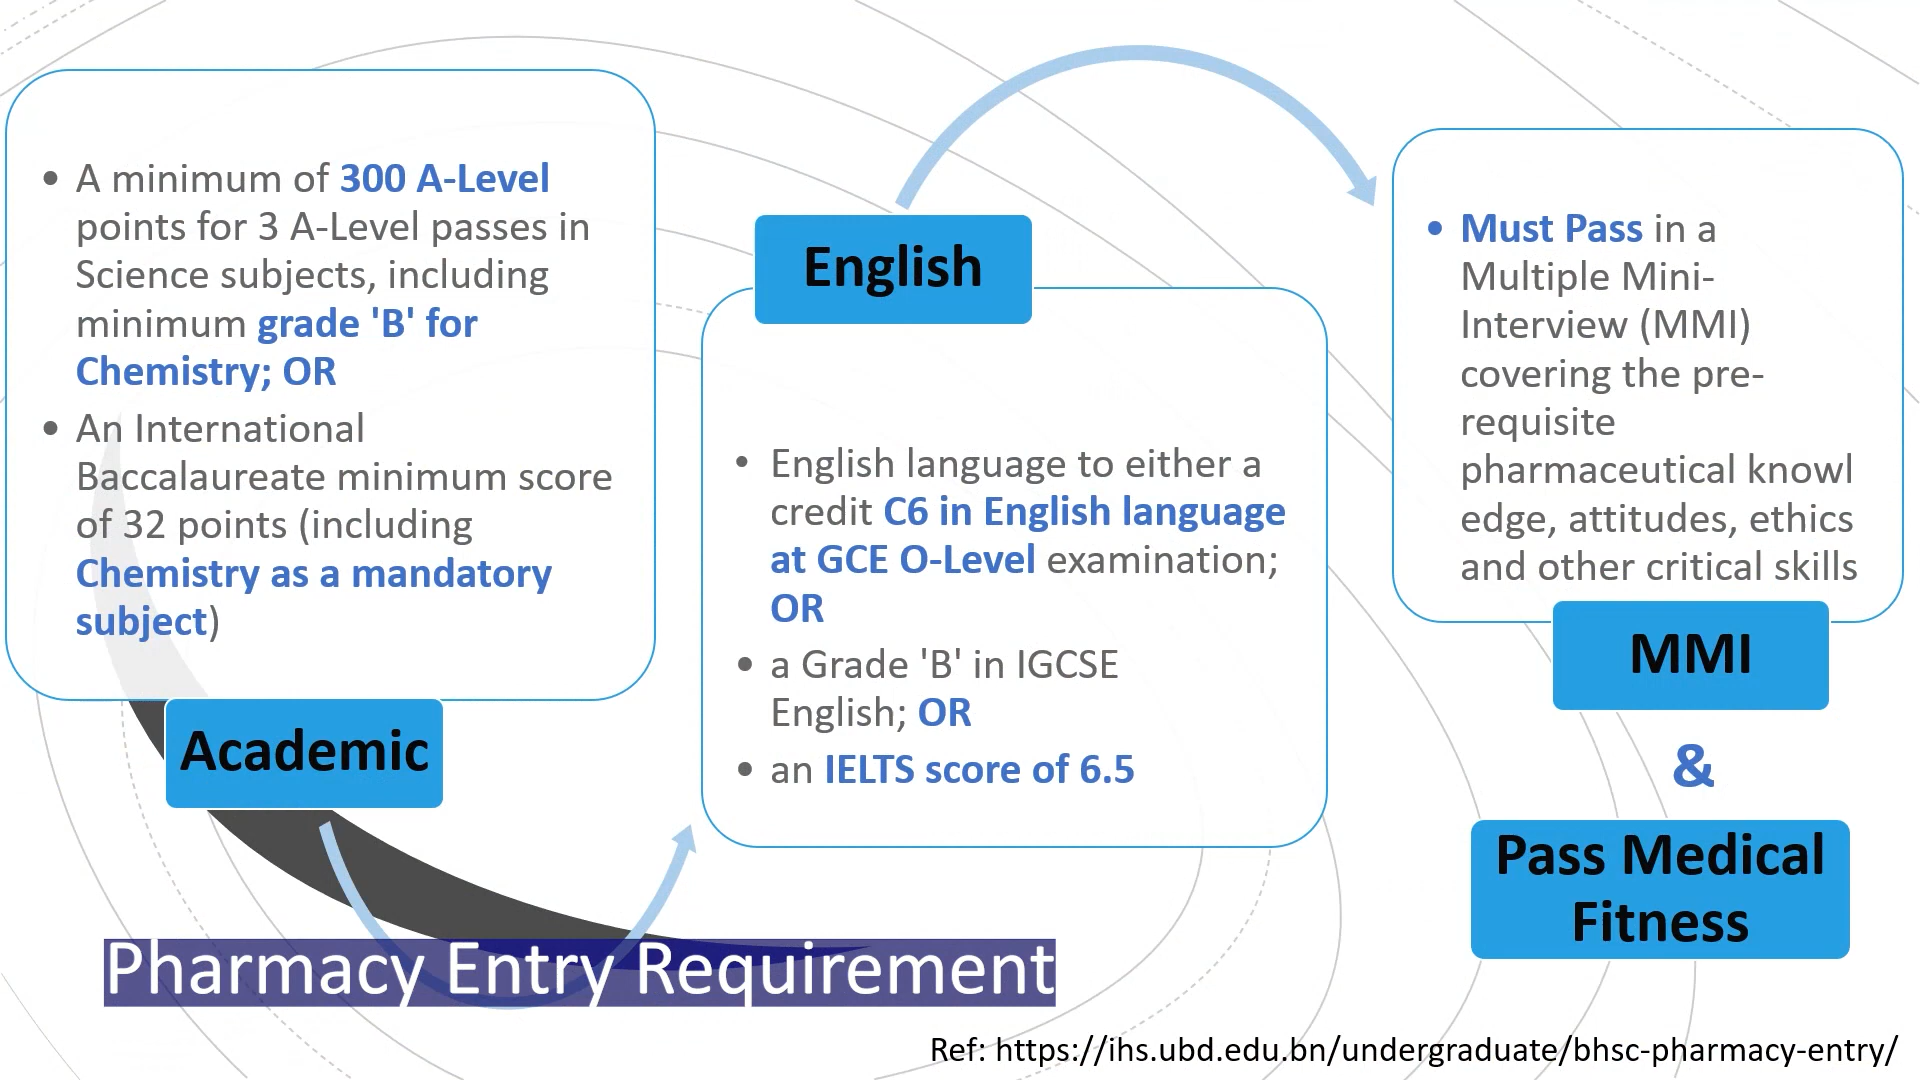 • A minimum of 300 A-Level
points for 3 A-Level passes in
Science subjects, including
minimum grade 'B' for
Chemistry; OR
• An International
Baccalaureate minimum score
of 32 points (including
Chemistry as a mandatory
subject)
Academic
English
• English language to either a
credit C6 in English language
at GCE O-Level examination;
OR
• a Grade 'B' in IGCSE
English; OR
• an IELTS score of 6.5
• Must Pass in a
Multiple Mini-
Interview (MMI)
covering the pre-
requisite
pharmaceutical knowl
edge, attitudes, ethics
and other critical skills
MMI
&
Pass Medical
Fitness
Pharmacy Entry Requirement
Ref: https://ihs.ubd.edu.bn/undergraduate/bhsc-pharmacy-entry/